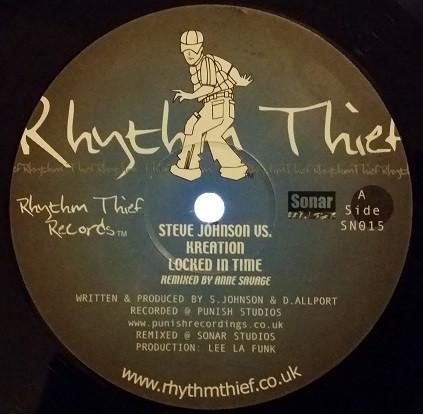 Rhythm Thief
Rhythm Thief
Records™
Sonar
A
Side
SN015
STEVE JOHNSON VS.
KREATION
LOCKED IN TIME
REMIXED BY ANNE SAVAGE
WRITTEN & PRODUCED BY S.JOHNSON & D.ALLPORT
RECORDED @ PUNISH STUDIOS
www.punishrecordings.co.uk
REMIXED @ SONAR STUDIOS
PRODUCTION: LEE LA FUNK
www.rhythmthief.co.uk